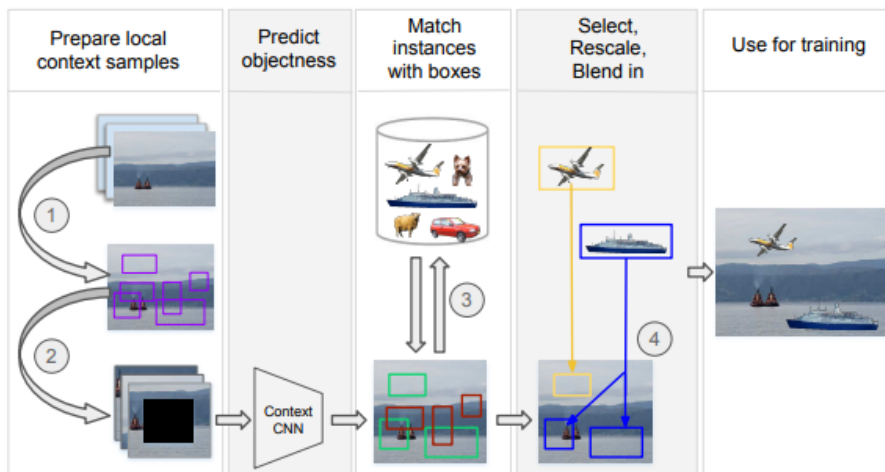 Prepare local
context samples
Predict
objectness
Match
instances
with boxes
Select,
Rescale,
Blend in
Use for training
1
2
3
4
Context
CNN